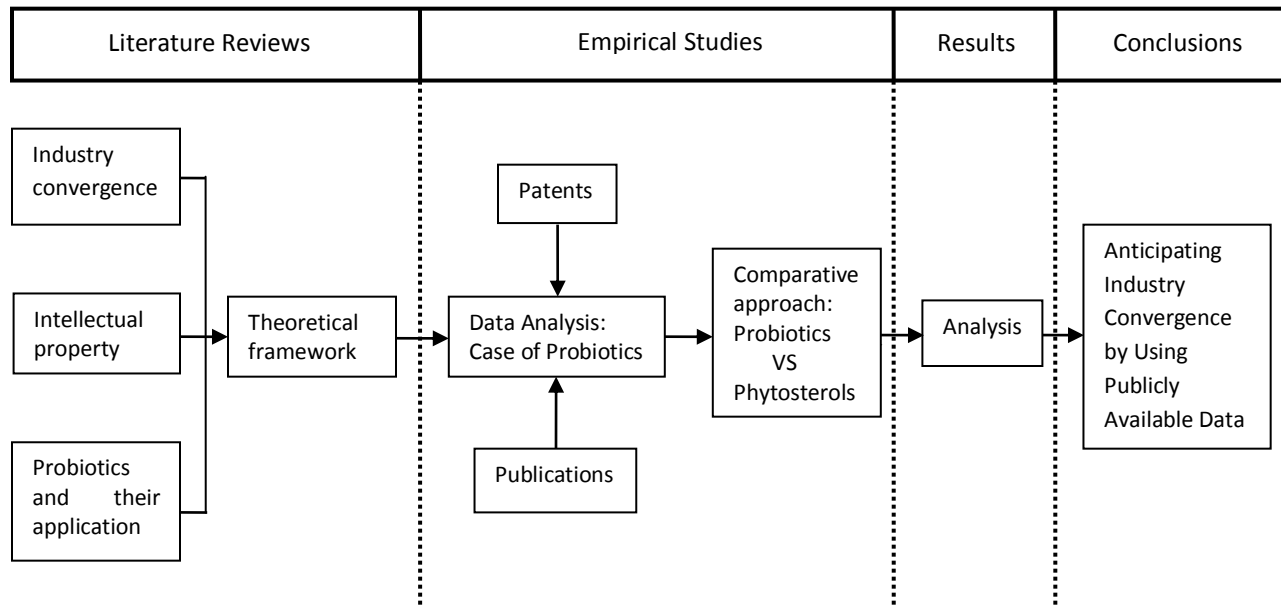 Literature Reviews
Empirical Studies
Results
Conclusions
Industry
convergence
Intellectual
property
Probiotics
and their
application
Theoretical
framework
Patents
Data Analysis:
Case of Probiotics
Publications
Comparative
approach:
Probiotics
VS
Phytosterols
Analysis
Anticipating
Industry
Convergence
by Using
Publicly
Available Data